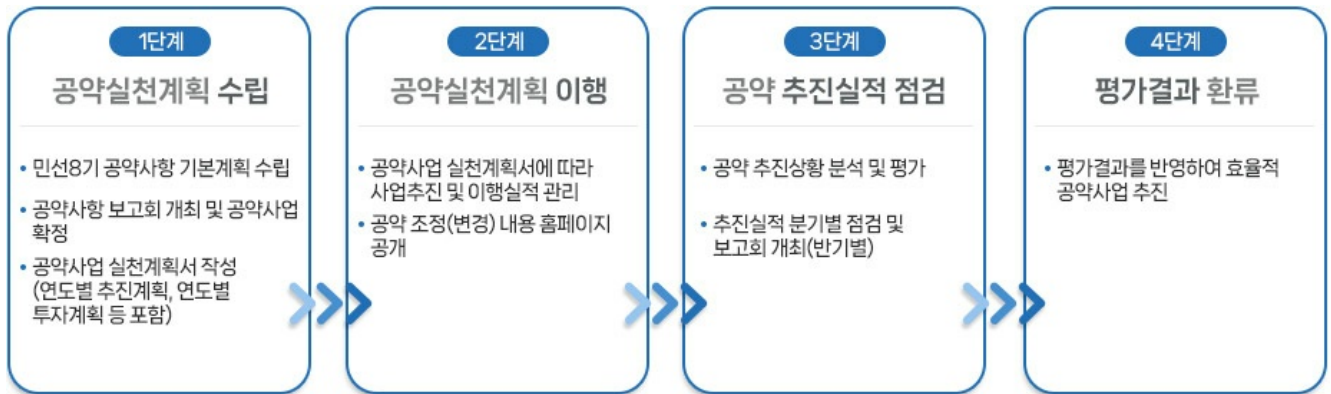 1단계
공약실천계획 수립
• 민선8기 공약사항 기본계획 수립
• 공약사항 보고회 개최 및 공약사업
확정
• 공약사업 실천계획서 작성
(연도별 추진계획, 연도별
투자계획 등 포함)
2단계
공약실천계획 이행
• 공약사업 실천계획서에 따라
사업추진 및 이행실적 관리
• 공약 조정(변경) 내용 홈페이지
공개
3단계
공약 추진실적 점검
• 공약 추진상황 분석 및 평가
• 추진실적 분기별 점검 및
보고회 개최(반기별)
4단계
평가결과 환류
• 평가결과를 반영하여 효율적
공약사업 추진